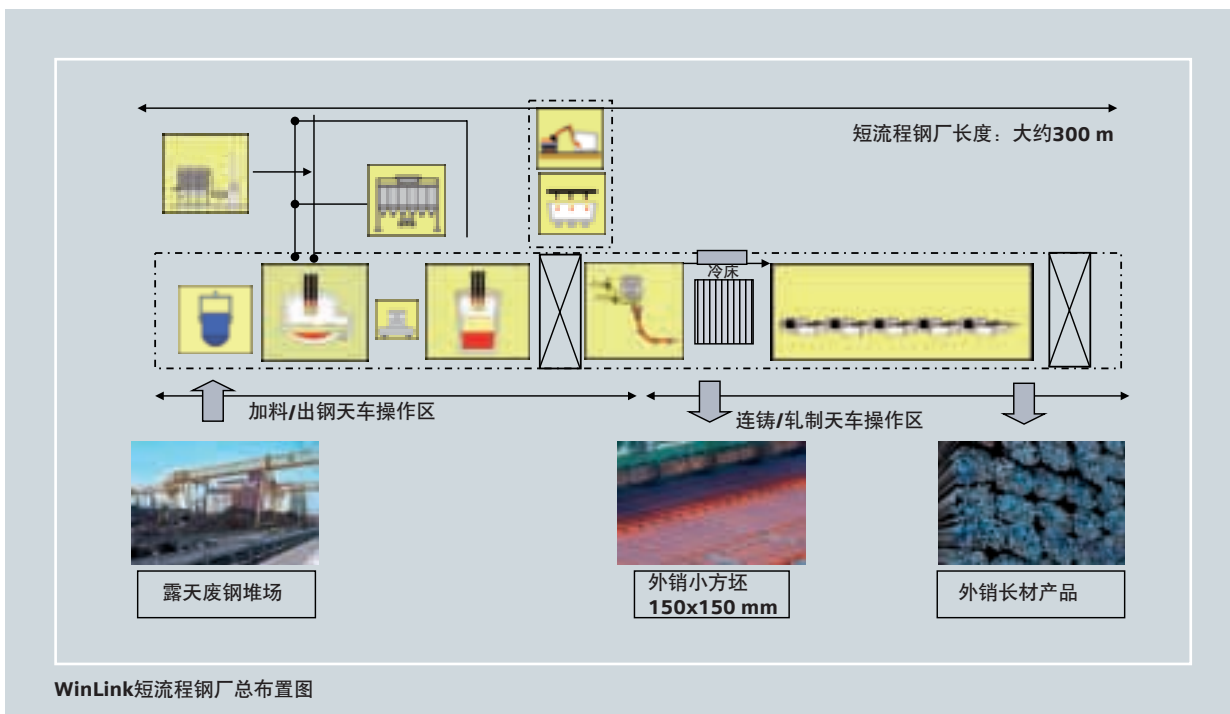 短流程钢厂长度：大约300 m
冷床
加料/出钢天车操作区
连铸/轧制天车操作区
露天废钢堆场
外销小方坯
150x150 mm
外销长材产品
WinLink短流程钢厂总布置图